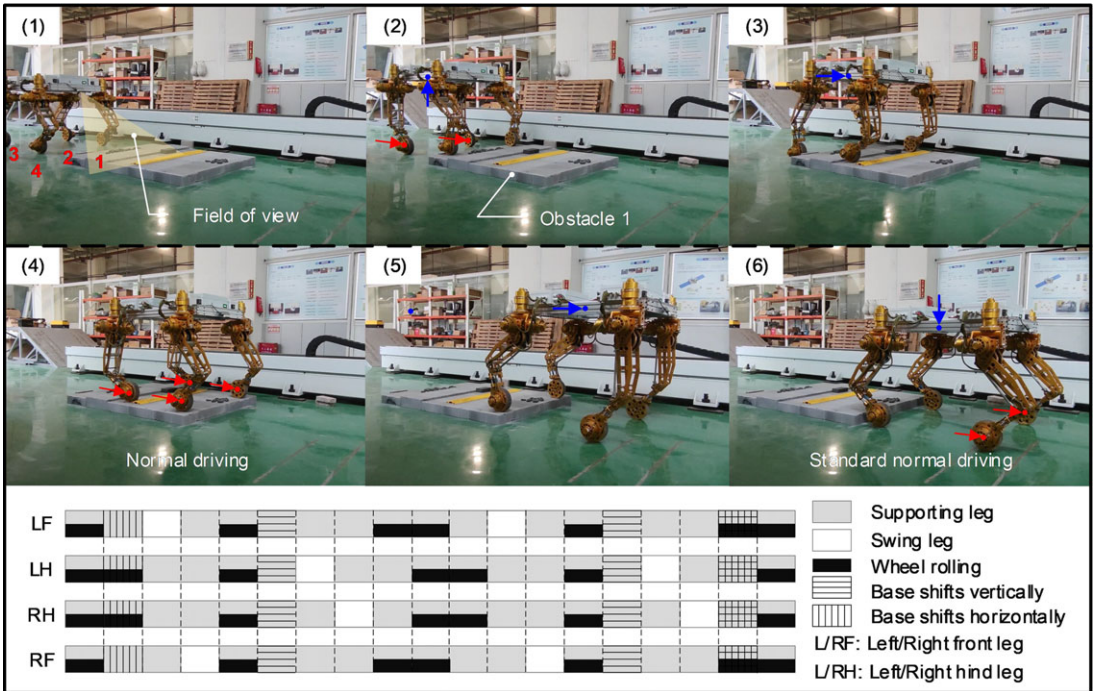 (1)
(2)
(3)
3
4
2
1
Field of view
Obstacle 1
(4)
(5)
(6)
Normal driving
Standard normal driving
LF
LH
RH
RF
Supporting leg
Swing leg
Wheel rolling
Base shifts vertically
Base shifts horizontally
L/RF: Left/Right front leg
L/RH: Left/Right hind leg